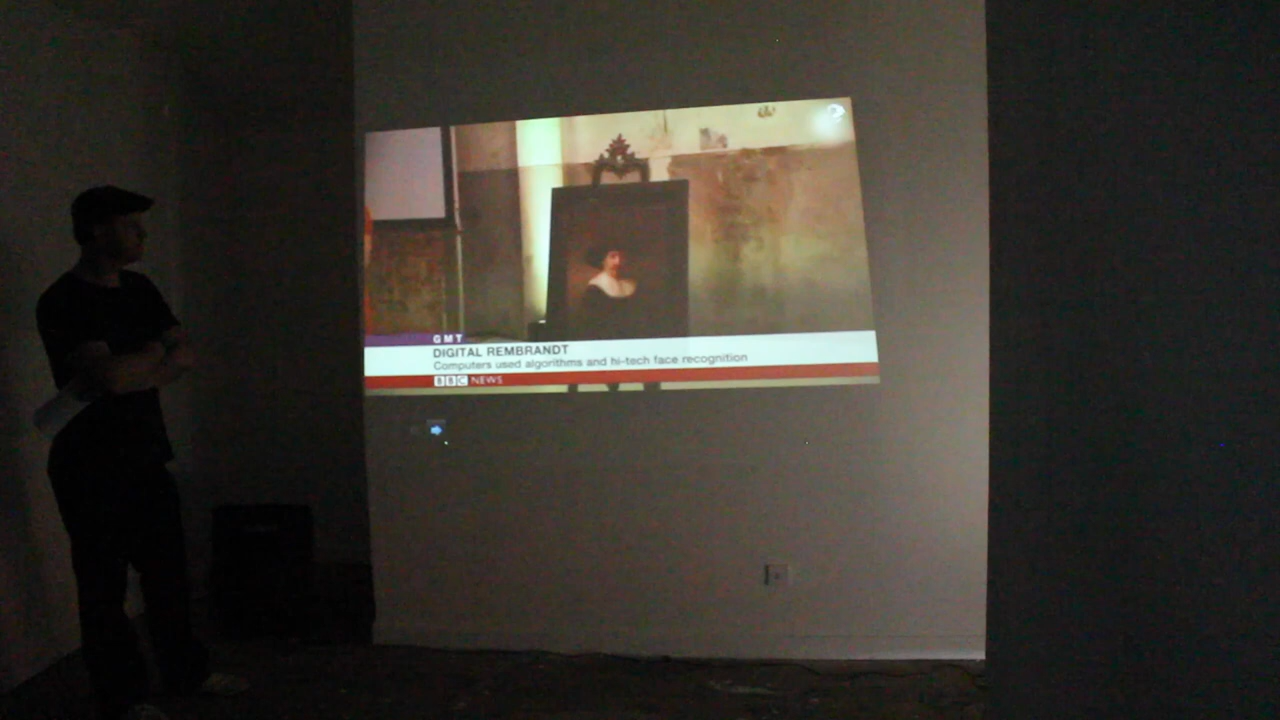 GMT
DIGITAL REMBRANDT
Computers used algorithms and hi-tech face recognition
BBC NEWS